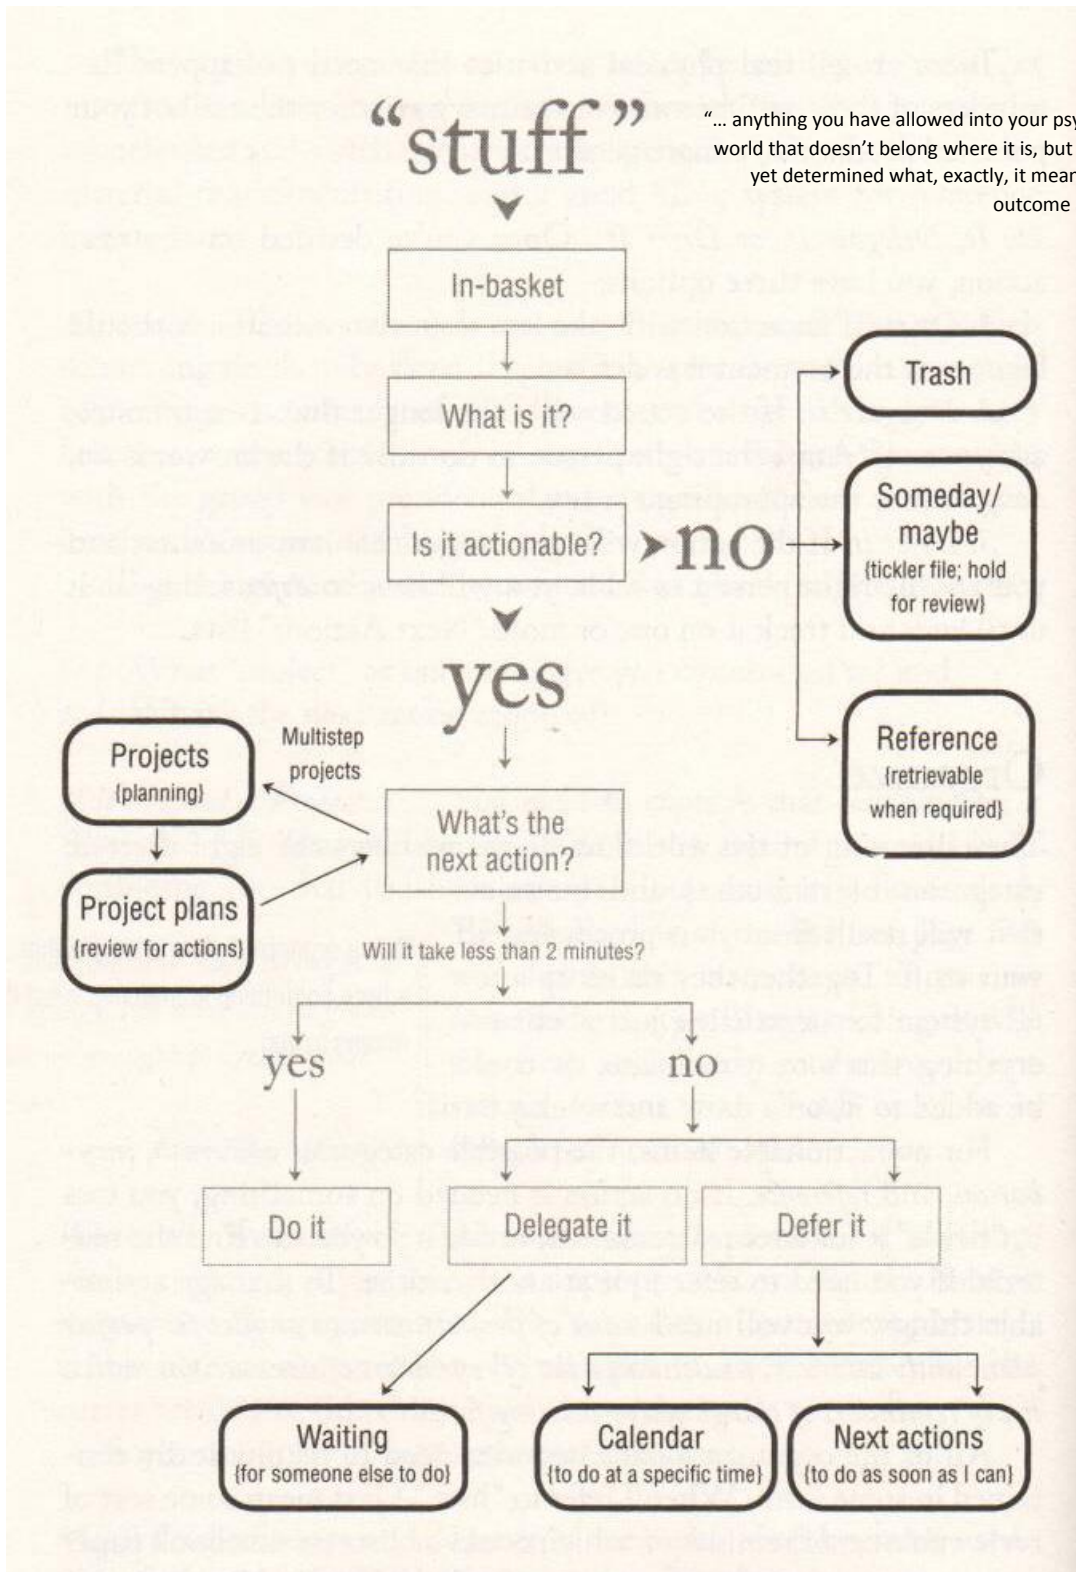 “stuff”
“… anything you have allowed into your psy
world that doesn’t belong where it is, but
yet determined what, exactly, it mean
outcome
In-basket
What is it?
Is it actionable?
no
Trash
Someday/
maybe
{tickler file; hold
for review}
Reference
{retrievable
when required}
yes
Multistep
projects
Projects
{planning}
Project plans
{review for actions}
What's the
next action?
Will it take less than 2 minutes?
yes
no
Do it
Delegate it
Defer it
Waiting
{for someone else to do}
Calendar
{to do at a specific time}
Next actions
{to do as soon as I can}